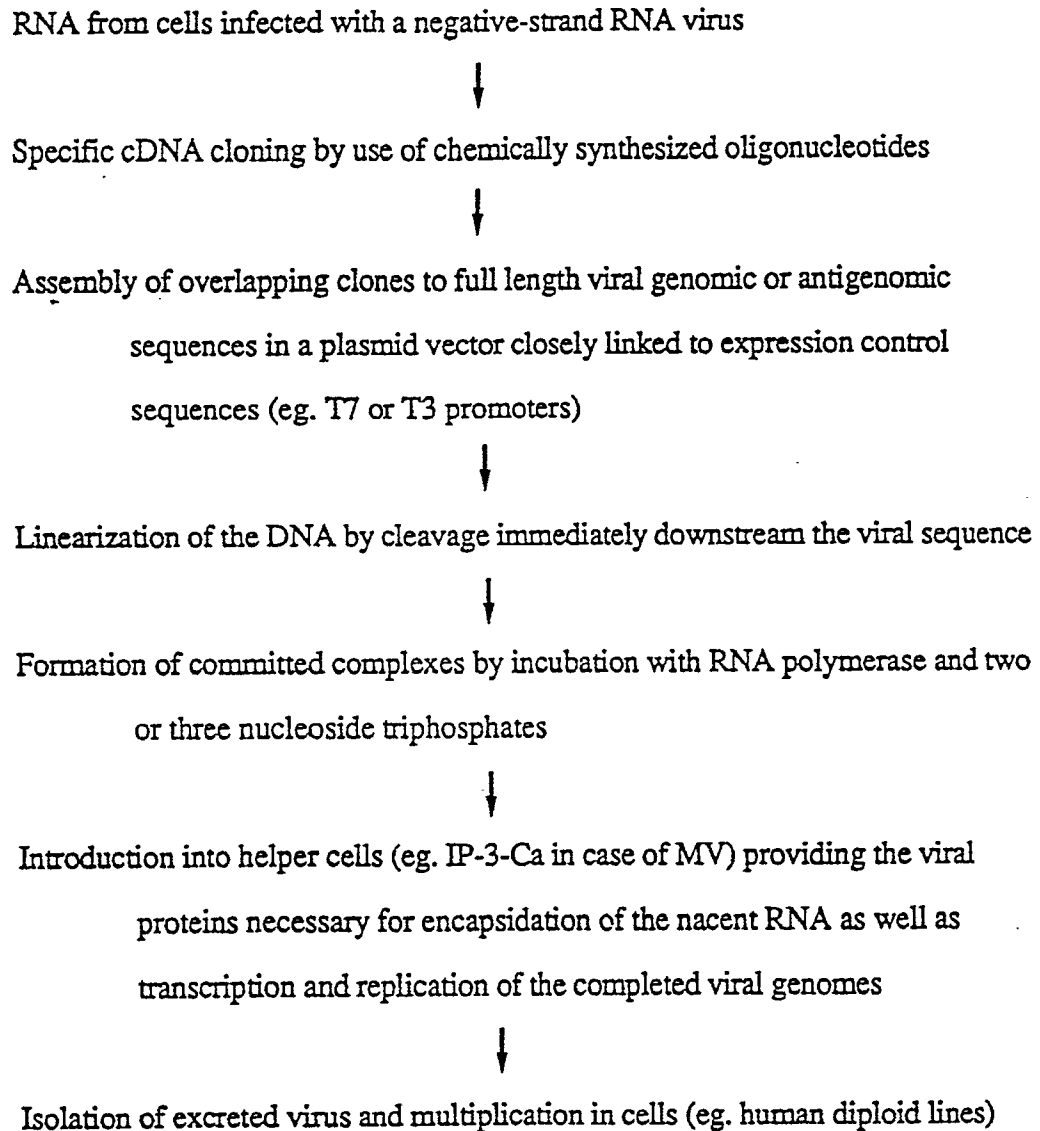 RNA from cells infected with a negative-strand RNA virus
Specific cDNA cloning by use of chemically synthesized oligonucleotides
Assembly of overlapping clones to full length viral genomic or antigenomic
sequences in a plasmid vector closely linked to expression control
sequences (eg. T7 or T3 promoters)
Linearization of the DNA by cleavage immediately downstream the viral sequence
Formation of committed complexes by incubation with RNA polymerase and two
or three nucleoside triphosphates
Introduction into helper cells (eg. IP-3-Ca in case of MV) providing the viral
proteins necessary for encapsidation of the nacent RNA as well as
transcription and replication of the completed viral genomes
Isolation of excreted virus and multiplication in cells (eg. human diploid lines)